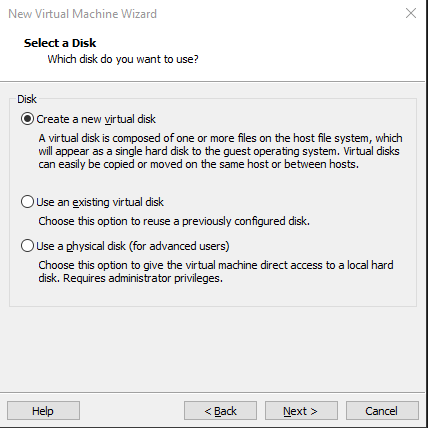 New Virtual Machine Wizard
Select a Disk
Which disk do you want to use?
Disk
Create a new virtual disk
A virtual disk is composed of one or more files on the host file system, which
will appear as a single hard disk to the guest operating system. Virtual disks
can easily be copied or moved on the same host or between hosts.
Use an existing virtual disk
Choose this option to reuse a previously configured disk.
Use a physical disk (for advanced users)
Choose this option to give the virtual machine direct access to a local hard
disk. Requires administrator privileges.
Help < Back Next > Cancel